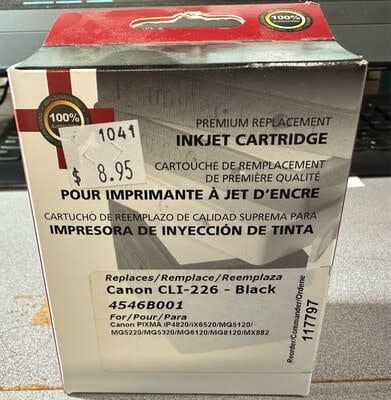 100%
100%
1041
$ 8.95
PREMIUM REPLACEMENT
INKJET CARTRIDGE
CARTOUCHE DE REMPLACEMENT
DE PREMIÈRE QUALITÉ
POUR IMPRIMANTE À JET D'ENCRE
CARTUCHO DE REEMPLAZO DE CALIDAD SUPREMA PARA
IMPRESORA DE INYECCIÓN DE TINTA
Replaces/Remplace/Reemplaza
Canon CLI-226 - Black
4546B001
For/Pour/Para
Canon PIXMA iP4820/iX6520/MG5120/
MG5220/MG5320/MG6120/MG8120/MX882
Reorder/Commander/Ordene
117797